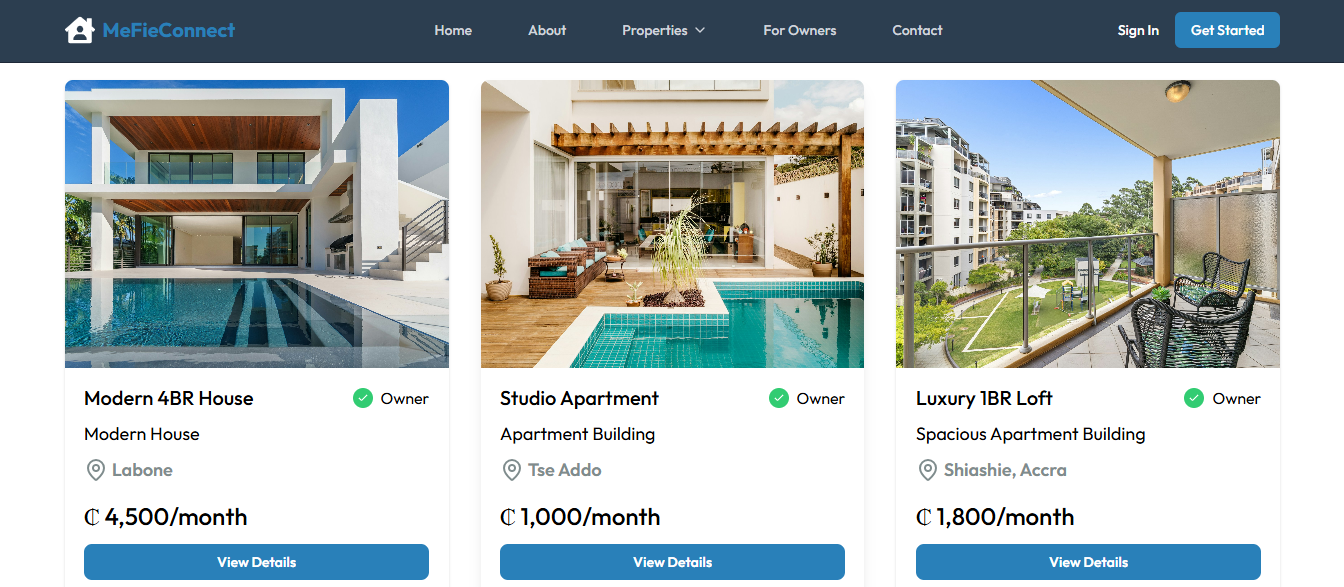 MeFieConnect
Home About Properties For Owners Contact Sign In Get Started
Modern 4BR House Owner
Modern House
Labone
₵ 4,500/month
View Details
Studio Apartment Owner
Apartment Building
Tse Addo
₵ 1,000/month
View Details
Luxury 1BR Loft Owner
Spacious Apartment Building
Shiashie, Accra
₵ 1,800/month
View Details